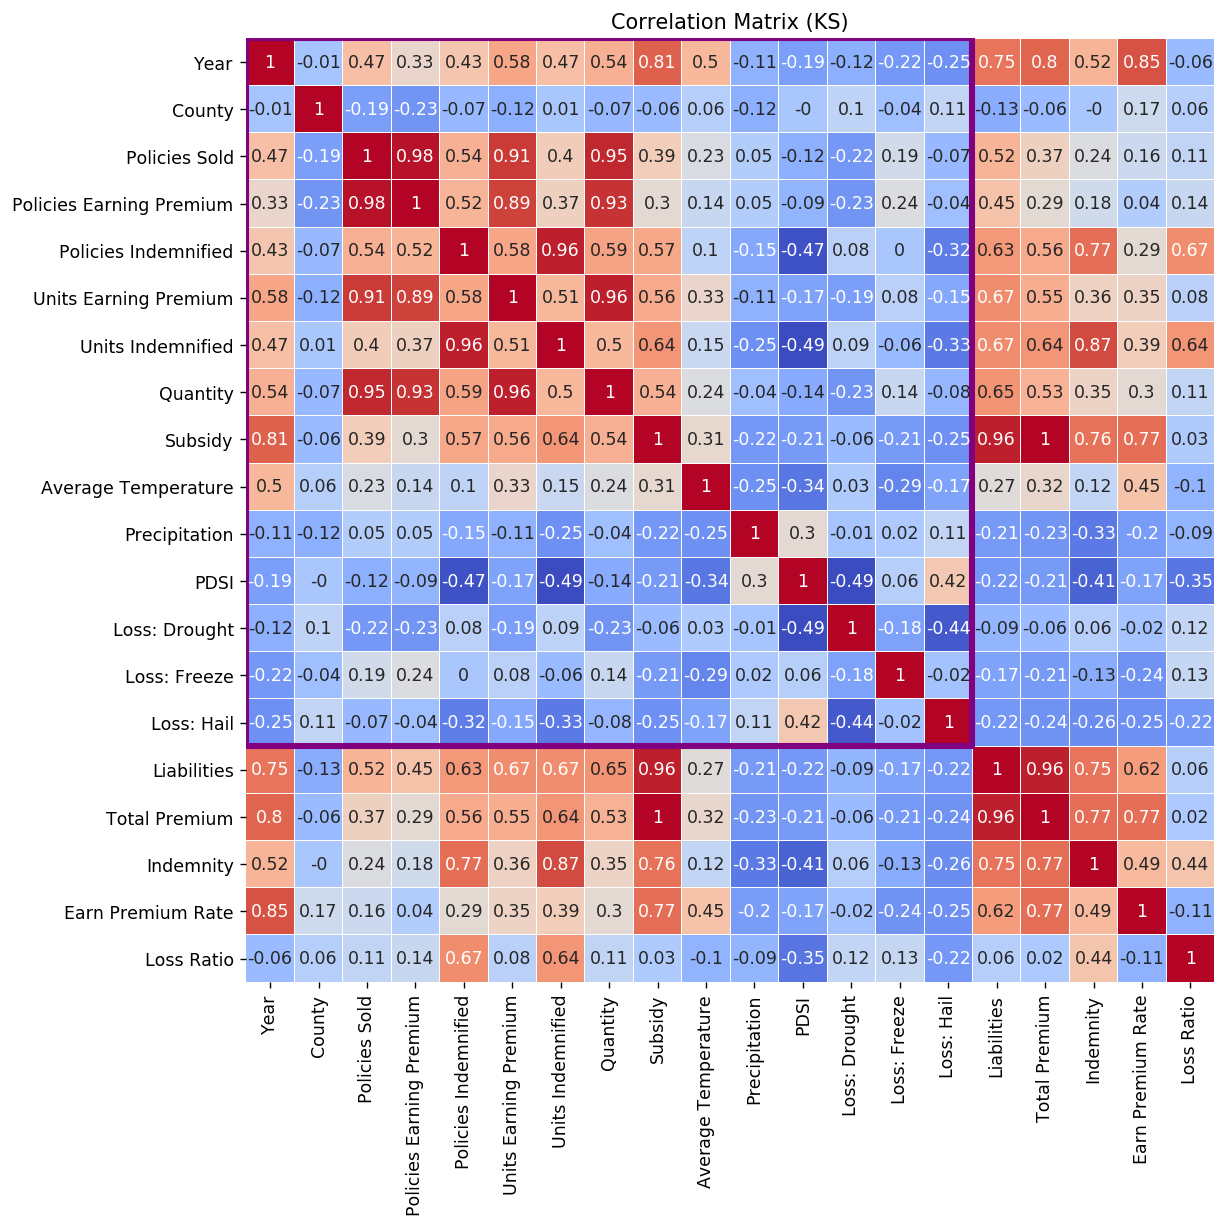 Correlation Matrix (KS)
Year 1 -0.01 0.47 0.33 0.43 0.58 0.47 0.54 0.81 0.5 -0.11 -0.19 -0.12 -0.22 -0.25 0.75 0.8 0.52 0.85 -0.06
County -0.01 1 -0.19 -0.23 -0.07 -0.12 0.01 -0.07 -0.06 0.06 -0.12 -0 0.1 -0.04 0.11 -0.13 -0.06 -0 0.17 0.06
Policies Sold 0.47 -0.19 1 0.98 0.54 0.91 0.4 0.95 0.39 0.23 0.05 -0.12 -0.22 0.19 -0.07 0.52 0.37 0.24 0.16 0.11
Policies Earning Premium 0.33 -0.23 0.98 1 0.52 0.89 0.37 0.93 0.3 0.14 0.05 -0.09 -0.23 0.24 -0.04 0.45 0.29 0.18 0.04 0.14
Policies Indemnified 0.43 -0.07 0.54 0.52 1 0.58 0.96 0.59 0.57 0.1 -0.15 -0.47 0.08 0 -0.32 0.63 0.56 0.77 0.29 0.67
Units Earning Premium 0.58 -0.12 0.91 0.89 0.58 1 0.51 0.96 0.56 0.33 -0.11 -0.17 -0.19 0.08 -0.15 0.67 0.55 0.36 0.35 0.08
Units Indemnified 0.47 0.01 0.4 0.37 0.96 0.51 1 0.5 0.64 0.15 -0.25 -0.49 0.09 -0.06 -0.33 0.67 0.64 0.87 0.39 0.64
Quantity 0.54 -0.07 0.95 0.93 0.59 0.96 0.5 1 0.54 0.24 -0.04 -0.14 -0.23 0.14 -0.08 0.65 0.53 0.35 0.3 0.11
Subsidy 0.81 -0.06 0.39 0.3 0.57 0.56 0.64 0.54 1 0.31 -0.22 -0.21 -0.06 -0.21 -0.25 0.96 1 0.76 0.77 0.03
Average Temperature 0.5 0.06 0.23 0.14 0.1 0.33 0.15 0.24 0.31 1 -0.25 -0.34 0.03 -0.29 -0.17 0.27 0.32 0.12 0.45 -0.1
Precipitation -0.11 -0.12 0.05 0.05 -0.15 -0.11 -0.25 -0.04 -0.22 -0.25 1 0.3 -0.01 0.02 0.11 -0.21 -0.23 -0.33 -0.2 -0.09
PDSI -0.19 -0 -0.12 -0.09 -0.47 -0.17 -0.49 -0.14 -0.21 -0.34 0.3 1 -0.49 0.06 0.42 -0.22 -0.21 -0.41 -0.17 -0.35
Loss: Drought -0.12 0.1 -0.22 -0.23 0.08 -0.19 0.09 -0.23 -0.06 0.03 -0.01 -0.49 1 -0.18 -0.44 -0.09 -0.06 0.06 -0.02 0.12
Loss: Freeze -0.22 -0.04 0.19 0.24 0 0.08 -0.06 0.14 -0.21 -0.29 0.02 0.06 -0.18 1 -0.02 -0.17 -0.21 -0.13 -0.24 0.13
Loss: Hail -0.25 0.11 -0.07 -0.04 -0.32 -0.15 -0.33 -0.08 -0.25 -0.17 0.11 0.42 -0.44 -0.02 1 -0.22 -0.24 -0.26 -0.25 -0.22
Liabilities 0.75 -0.13 0.52 0.45 0.63 0.67 0.67 0.65 0.96 0.27 -0.21 -0.22 -0.09 -0.17 -0.22 1 0.96 0.75 0.62 0.06
Total Premium 0.8 -0.06 0.37 0.29 0.56 0.55 0.64 0.53 1 0.32 -0.23 -0.21 -0.06 -0.21 -0.24 0.96 1 0.77 0.77 0.02
Indemnity 0.52 -0 0.24 0.18 0.77 0.36 0.87 0.35 0.76 0.12 -0.33 -0.41 0.06 -0.13 -0.26 0.75 0.77 1 0.49 0.44
Earn Premium Rate 0.85 0.17 0.16 0.04 0.29 0.35 0.39 0.3 0.77 0.45 -0.2 -0.17 -0.02 -0.24 -0.25 0.62 0.77 0.49 1 -0.11
Loss Ratio -0.06 0.06 0.11 0.14 0.67 0.08 0.64 0.11 0.03 -0.1 -0.09 -0.35 0.12 0.13 -0.22 0.06 0.02 0.44 -0.11 1
Year
County
Policies Sold
Policies Earning Premium
Policies Indemnified
Units Earning Premium
Units Indemnified
Quantity
Subsidy
Average Temperature
Precipitation
PDSI
Loss: Drought
Loss: Freeze
Loss: Hail
Liabilities
Total Premium
Indemnity
Earn Premium Rate
Loss Ratio